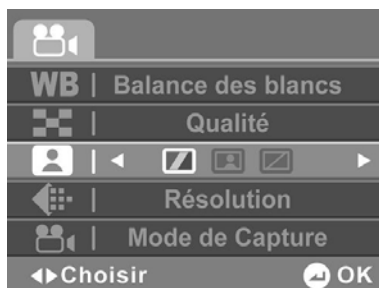 WB | Balance des blancs
Qualité
Résolution
Mode de Capture
Choisir OK